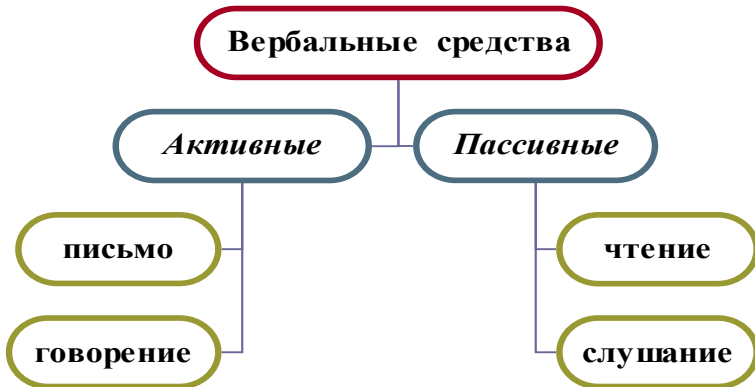 Вербальные средства
Активные
Пассивные
письмо
чтение
говорение
слушание